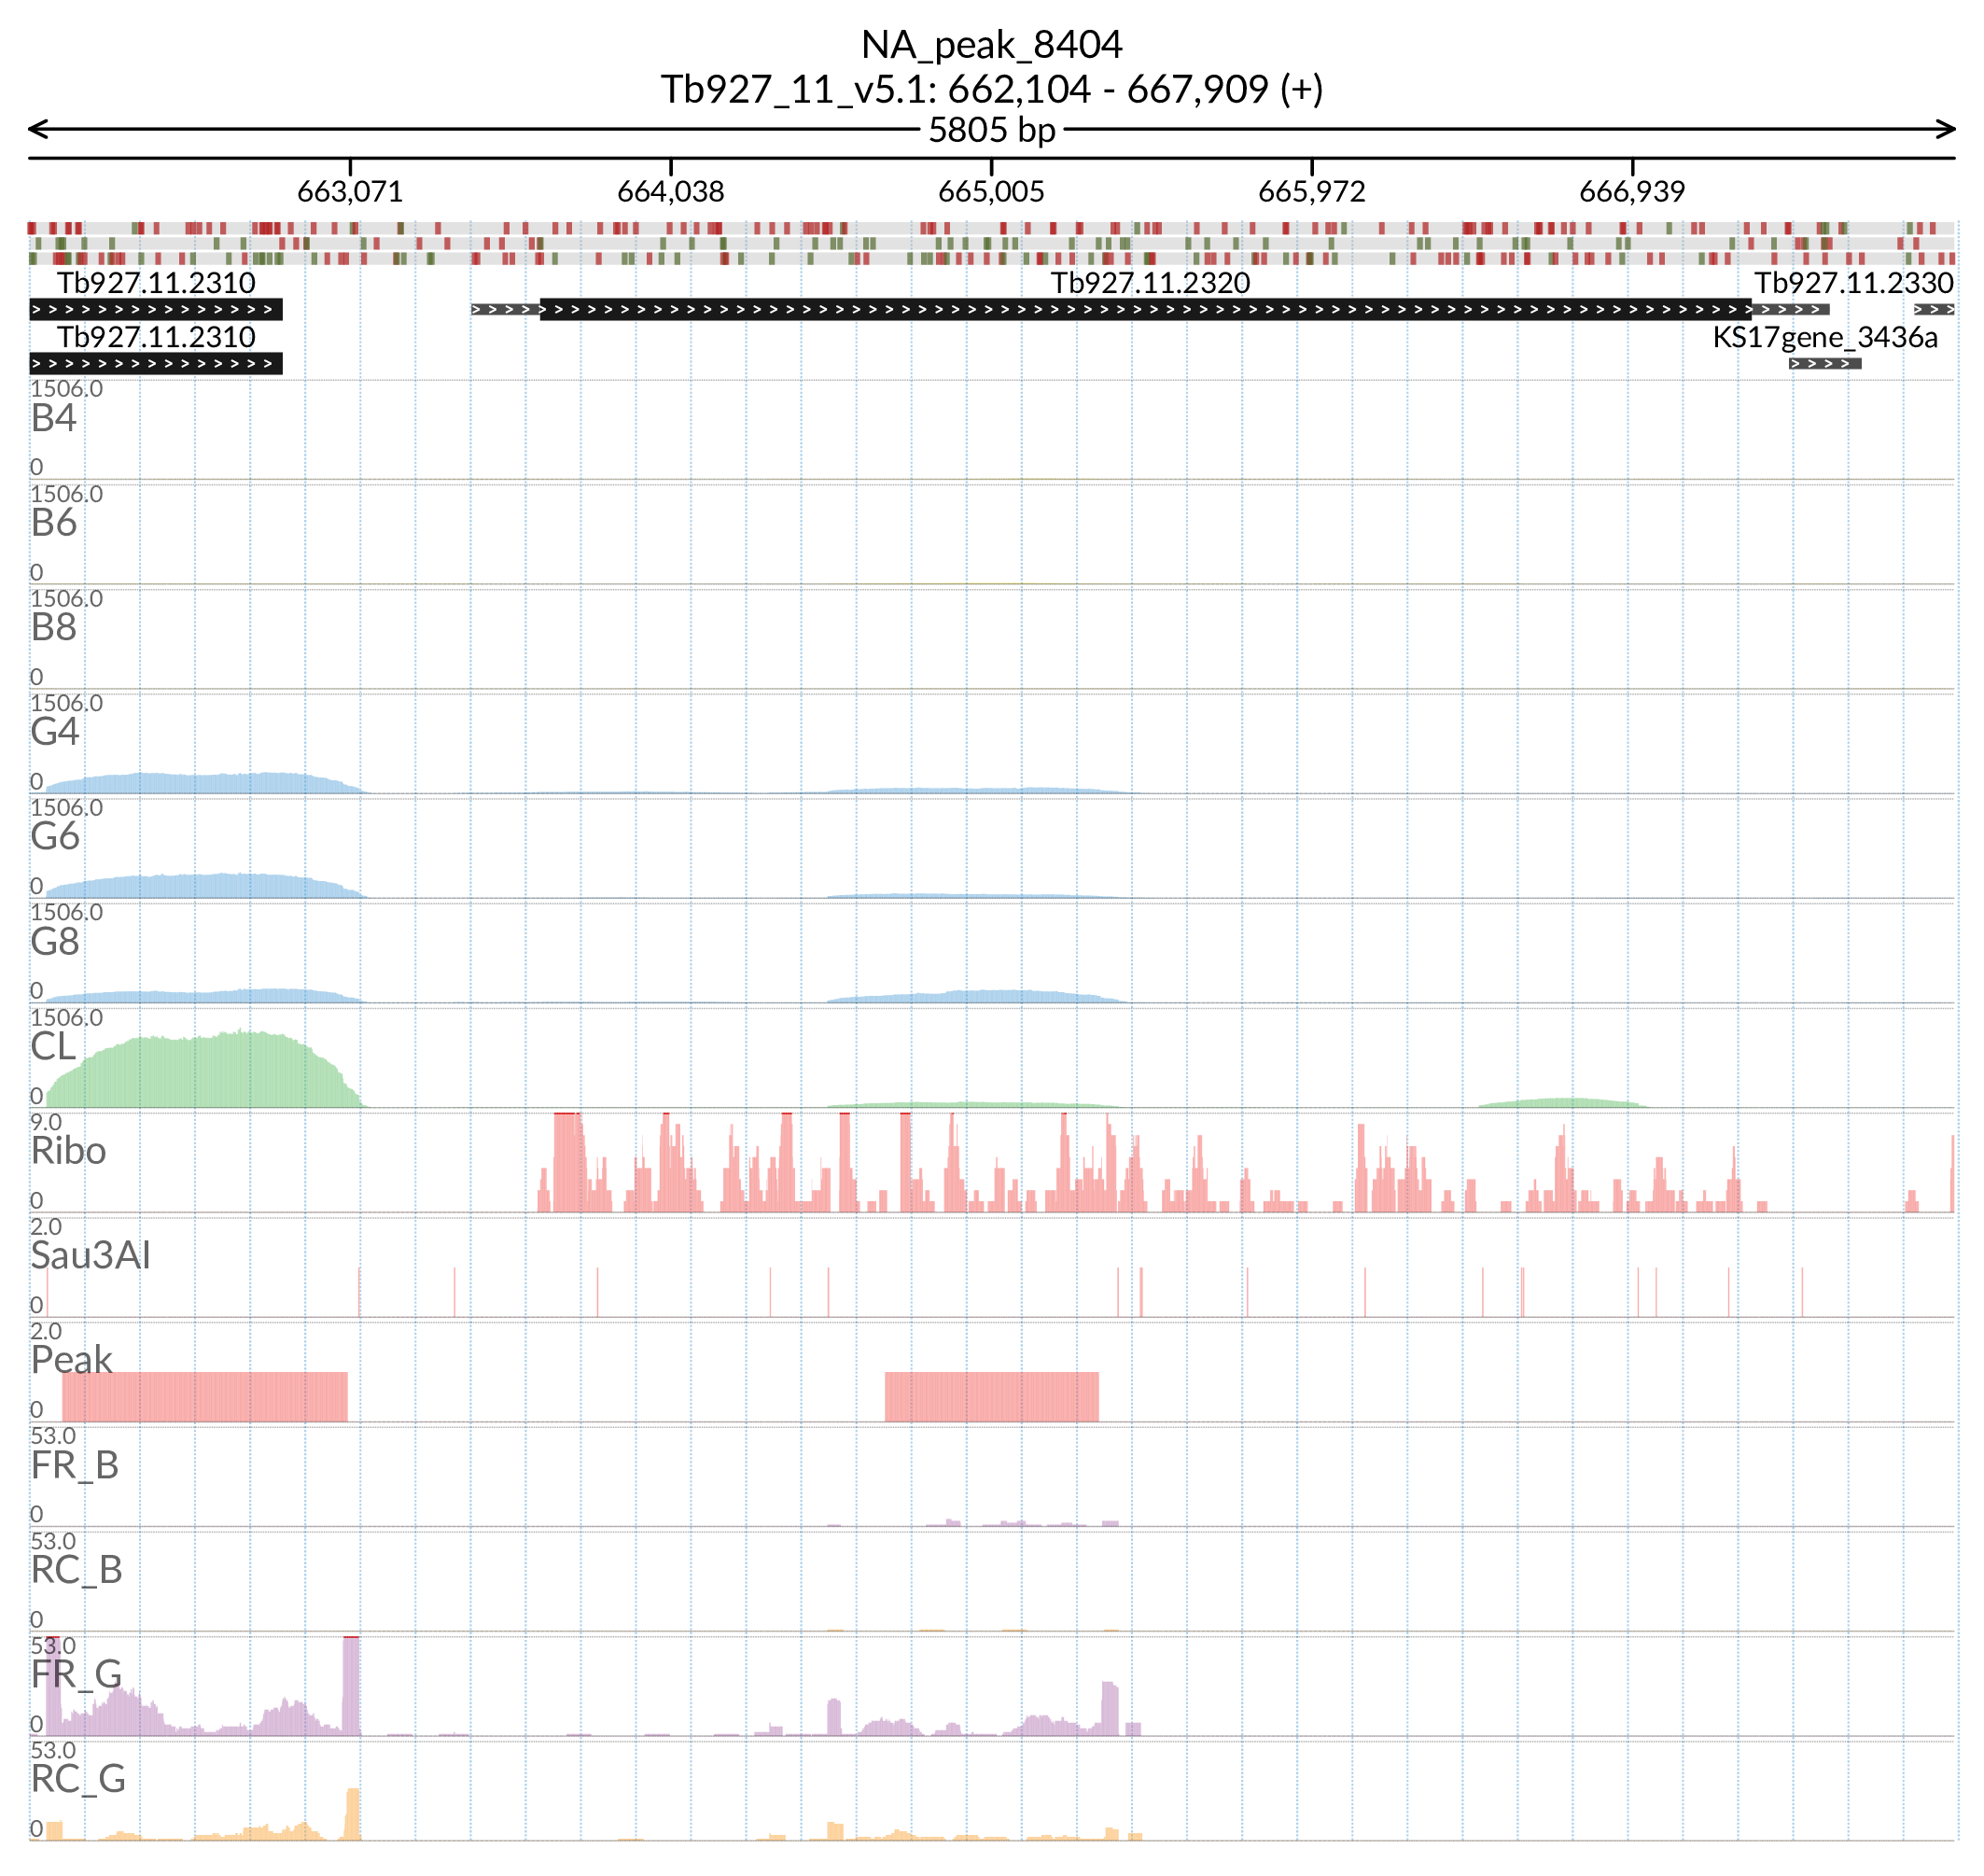 NA_peak_8404
Tb927_11_v5.1: 662,104 - 667,909 (+)
5805 bp
663,071 664,038 665,005 665,972 666,939
Tb927.11.2310 Tb927.11.2320 Tb927.11.2330
Tb927.11.2310 KS17gene_3436a
1506.0
B4
0
1506.0
B6
0
1506.0
B8
0
1506.0
G4
0
1506.0
G6
0
1506.0
G8
0
1506.0
CL
0
9.0
Ribo
0
2.0
Sau3AI
0
2.0
Peak
0
53.0
FR_B
0
53.0
RC_B
0
53.0
FR_G
0
53.0
RC_G
0